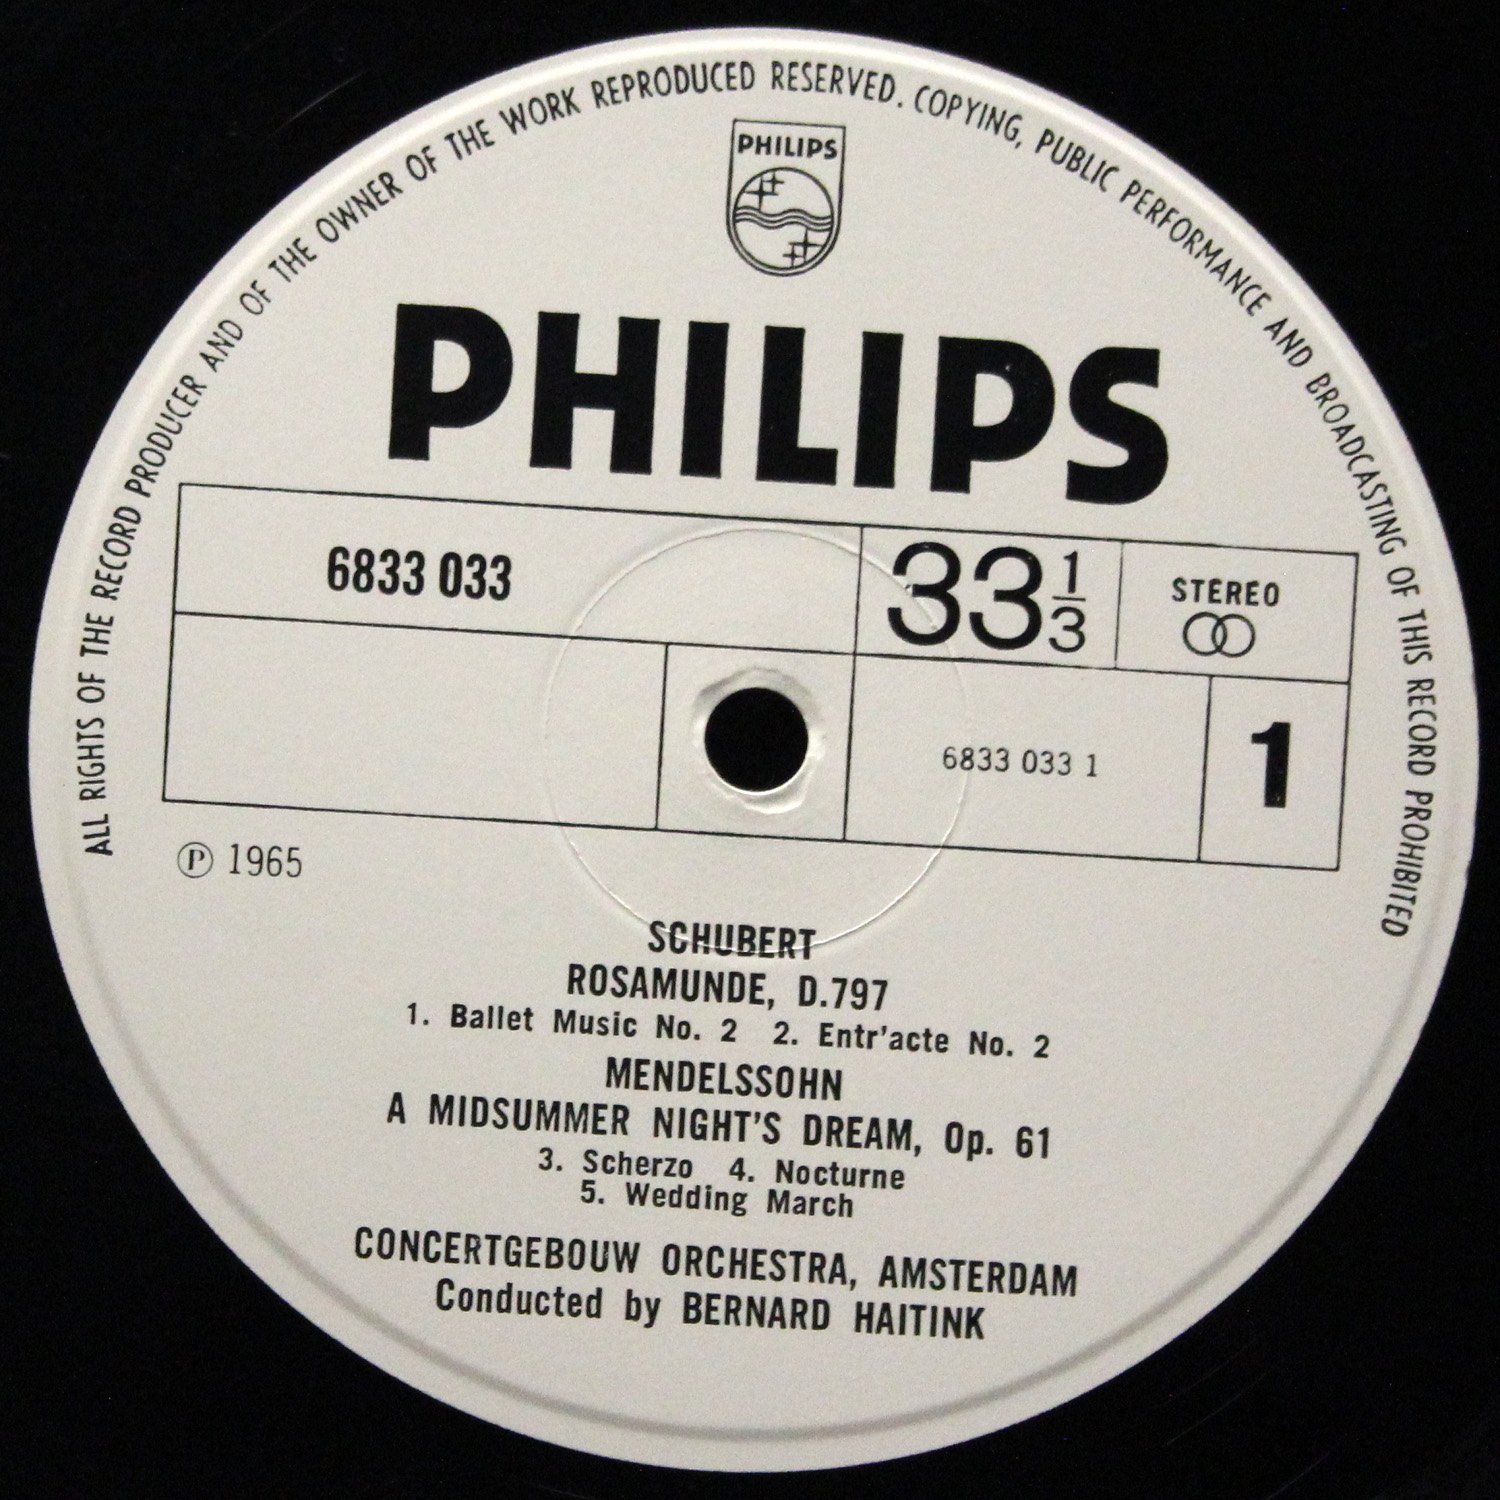 ALL RIGHTS OF THE RECORD PRODUCER AND OF THE OWNER OF THE WORK REPRODUCED RESERVED. COPYING, PUBLIC PERFORMANCE AND BROADCASTING OF THIS RECORD PROHIBITED
PHILIPS
PHILIPS
6833 033
33 1/3
STEREO
6833 033 1
1
℗ 1965
SCHUBERT
ROSAMUNDE, D.797
1. Ballet Music No. 2 2. Entr'acte No. 2
MENDELSSOHN
A MIDSUMMER NIGHT'S DREAM, Op. 61
3. Scherzo 4. Nocturne
5. Wedding March
CONCERTGEBOUW ORCHESTRA, AMSTERDAM
Conducted by BERNARD HAITINK